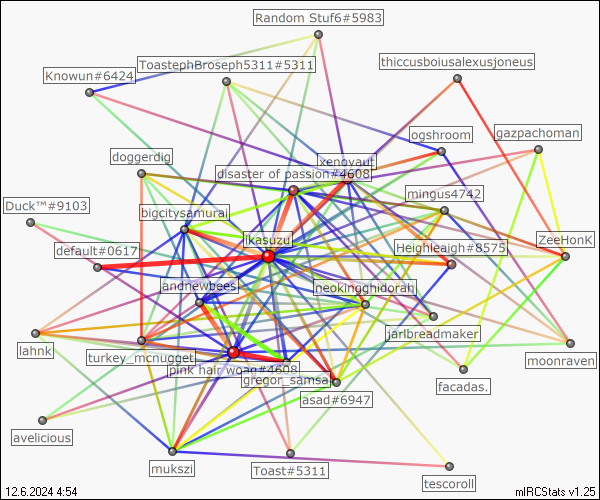 Random Stuf6#5983
ToastephBroseph5311#5311
thiccusboiusalexusjoneus
Knowun#6424
ogshroom
gazpachoman
doggerdig
xenovaut
disaster of passion#4608
mingus4742
Duck™#9103
bigcitysamurai
default#0617
ikasuzu
Heighleaigh#8575
ZeeHonK
andnewbees
neokingghidorah
jarlbreadmaker
lahnk
turkey_mcnugget
moonraven
pink hair woag#4608
gregor_samsa
facadas.
asad#6947
avelicious
mukszi
Toast#5311
tescoroll
12.6.2024 4:54
mIRCStats v1.25